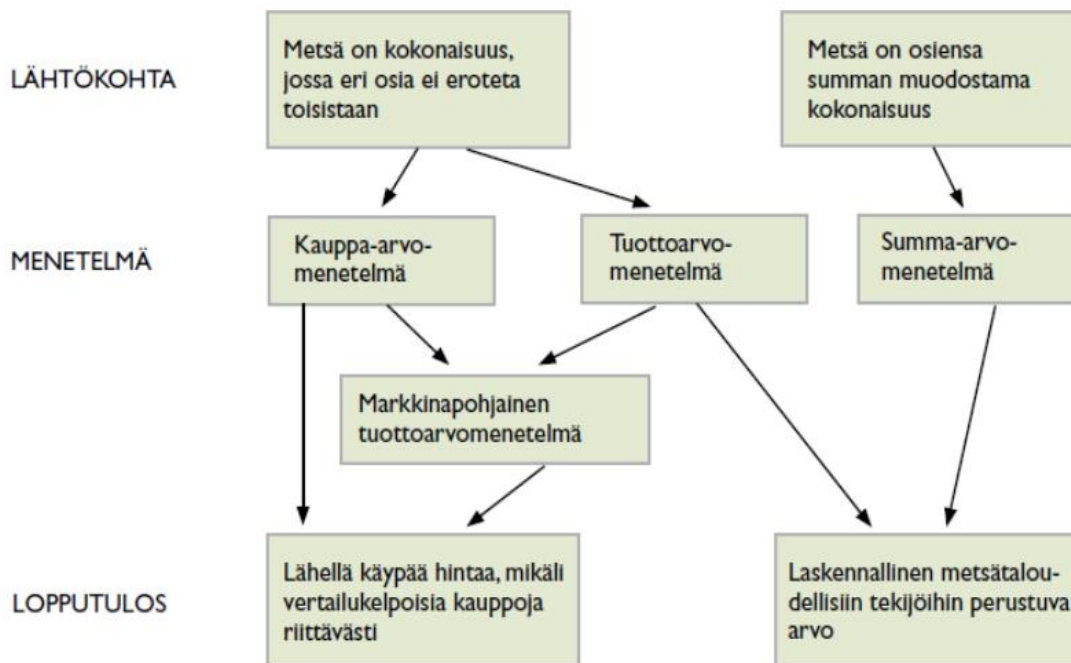 LÄHTÖKOHTA
Metsä on kokonaisuus,
jossa eri osia ei eroteta
toisistaan
Metsä on osiensa
summan muodostama
kokonaisuus
MENETELMÄ
Kauppa-arvo-
menetelmä
Tuottoarvo-
menetelmä
Summa-arvo-
menetelmä
Markkinapohjainen
tuottoarvomenetelmä
LOPPUTULOS
Lähellä käypää hintaa, mikäli
vertailukelpoisia kauppoja
riittävästi
Laskennallinen metsätalou-
dellisiin tekijöihin perustuva
arvo